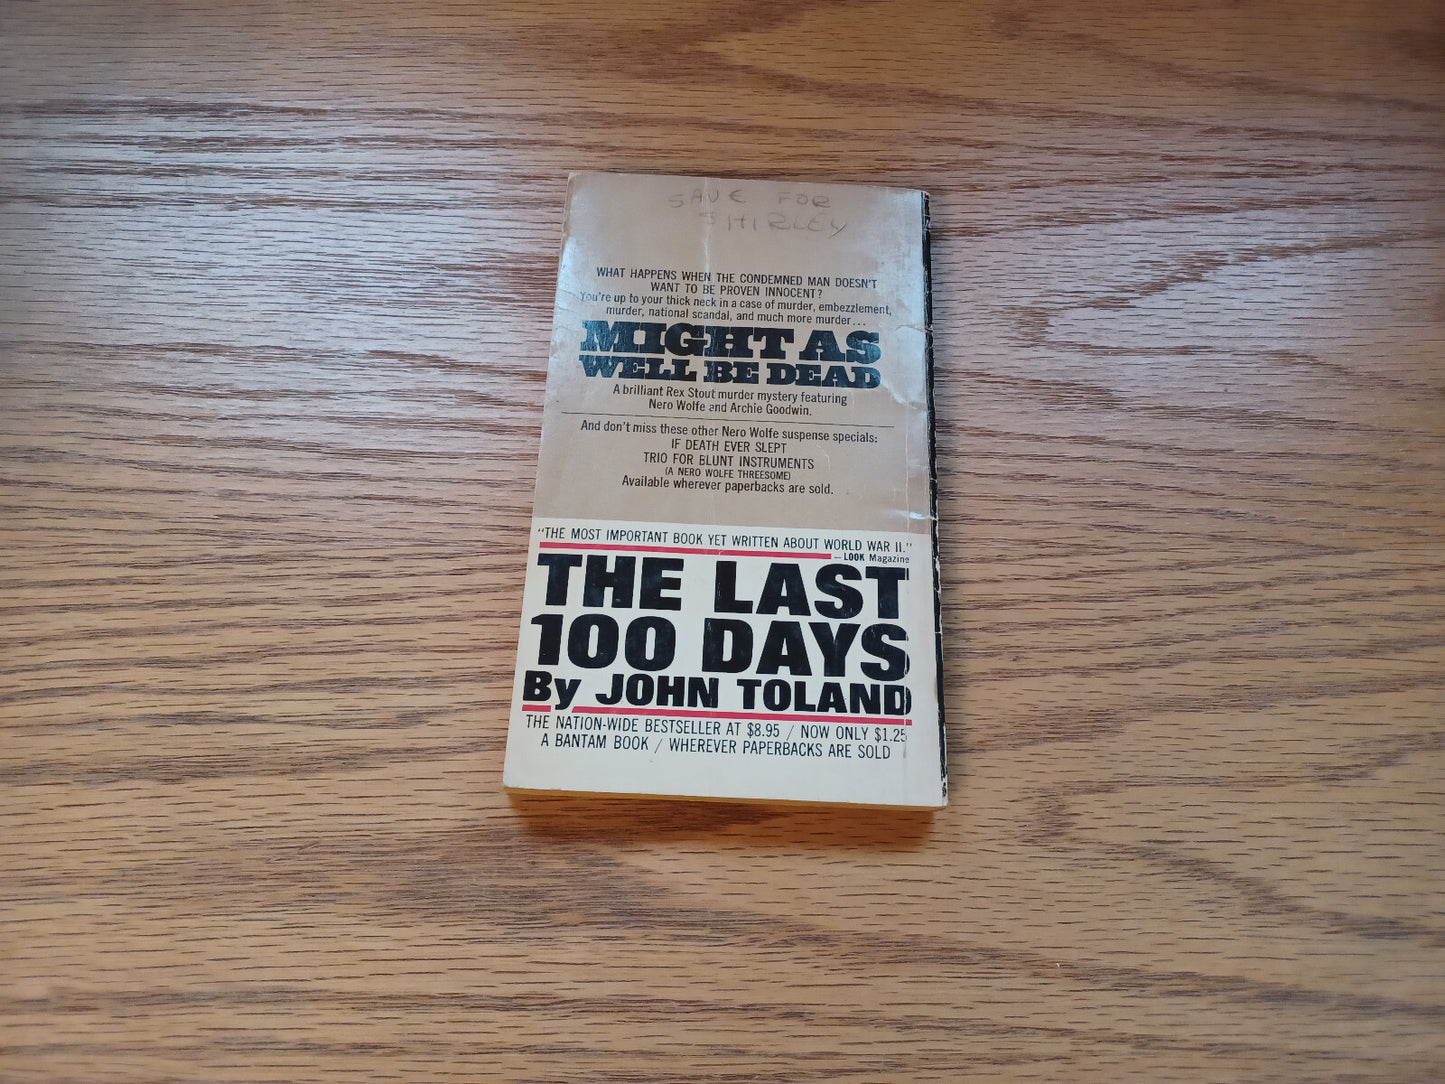 SAVE FOR
SHIRLEY
WHAT HAPPENS WHEN THE CONDEMNED MAN DOESN'T
WANT TO BE PROVEN INNOCENT?
You're up to your thick neck in a case of murder, embezzlement,
murder, national scandal, and much more murder...
MIGHT AS
WELL BE DEAD
A brilliant Rex Stout murder mystery featuring
Nero Wolfe and Archie Goodwin.
And don't miss these other Nero Wolfe suspense specials:
IF DEATH EVER SLEPT
TRIO FOR BLUNT INSTRUMENTS
(A NERO WOLFE THREESOME)
Available wherever paperbacks are sold.
"THE MOST IMPORTANT BOOK YET WRITTEN ABOUT WORLD WAR II."
—LOOK Magazine
THE LAST
100 DAYS
By JOHN TOLAND
THE NATION-WIDE BESTSELLER AT $8.95 / NOW ONLY $1.25
A BANTAM BOOK / WHEREVER PAPERBACKS ARE SOLD